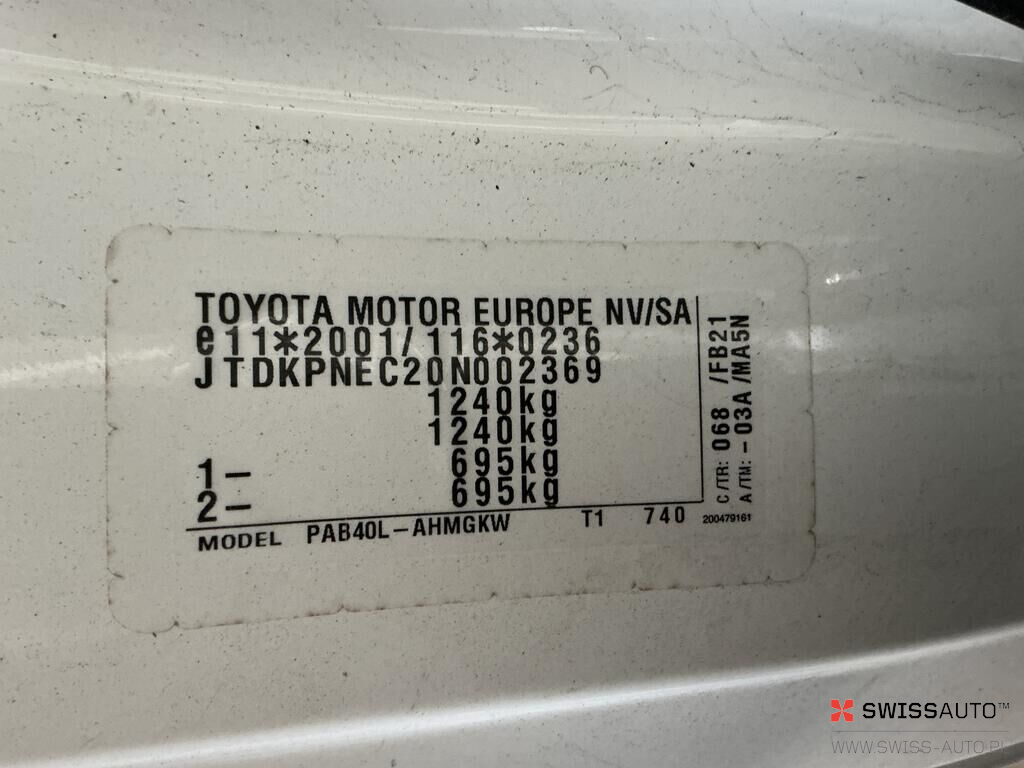 TOYOTA MOTOR EUROPE NV/SA
e11*2001/116*0236
JTDKPNEC20N002369
1240kg
1240kg
1- 695kg
2- 695kg
MODEL PAB40L-AHMGKW T1 740
C/TR: 068 /FB21
A/TM: -03A /MA5N
200479161
SWISSAUTO™
WWW.SWISS-AUTO.PL